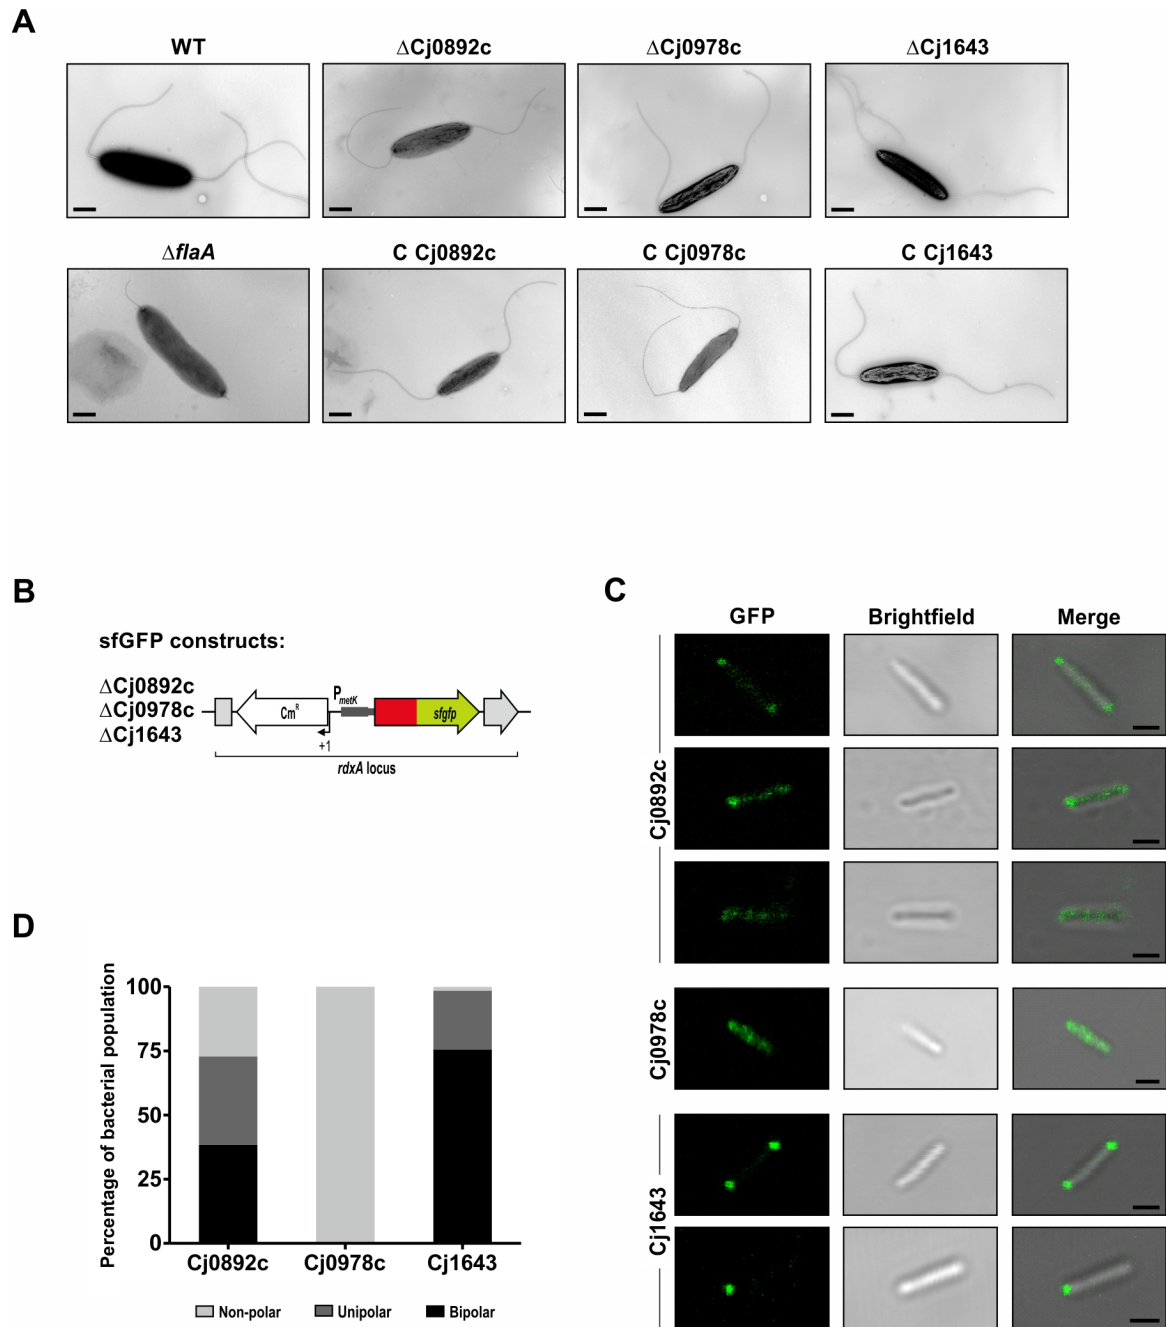 A
WT ΔCj0892c ΔCj0978c ΔCj1643
ΔflaA C Cj0892c C Cj0978c C Cj1643
B
sfGFP constructs:
ΔCj0892c
ΔCj0978c
ΔCj1643
CmR PmetK sfgfp
+1
rdxA locus
C
GFP Brightfield Merge
Cj0892c
Cj0978c
Cj1643
D
Percentage of bacterial population
100
75
50
25
0
Cj0892c Cj0978c Cj1643
Non-polar Unipolar Bipolar